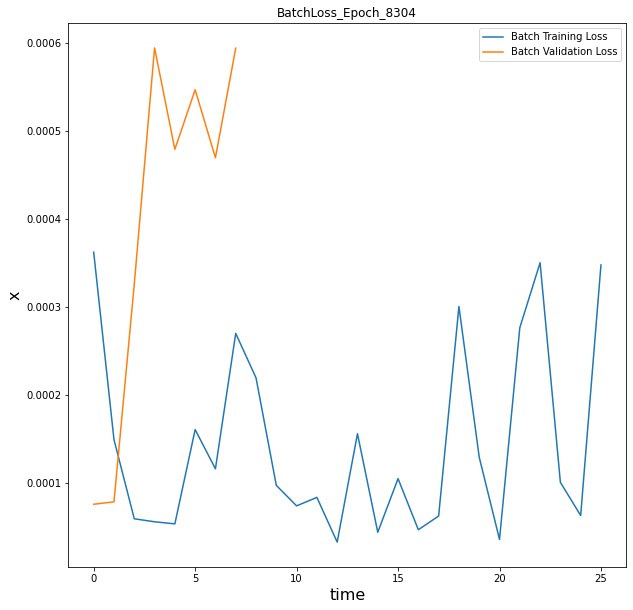 BatchLoss_Epoch_8304
Batch Training Loss
Batch Validation Loss
0.0006
0.0005
0.0004
0.0003
0.0002
0.0001
x
0 5 10 15 20 25
time